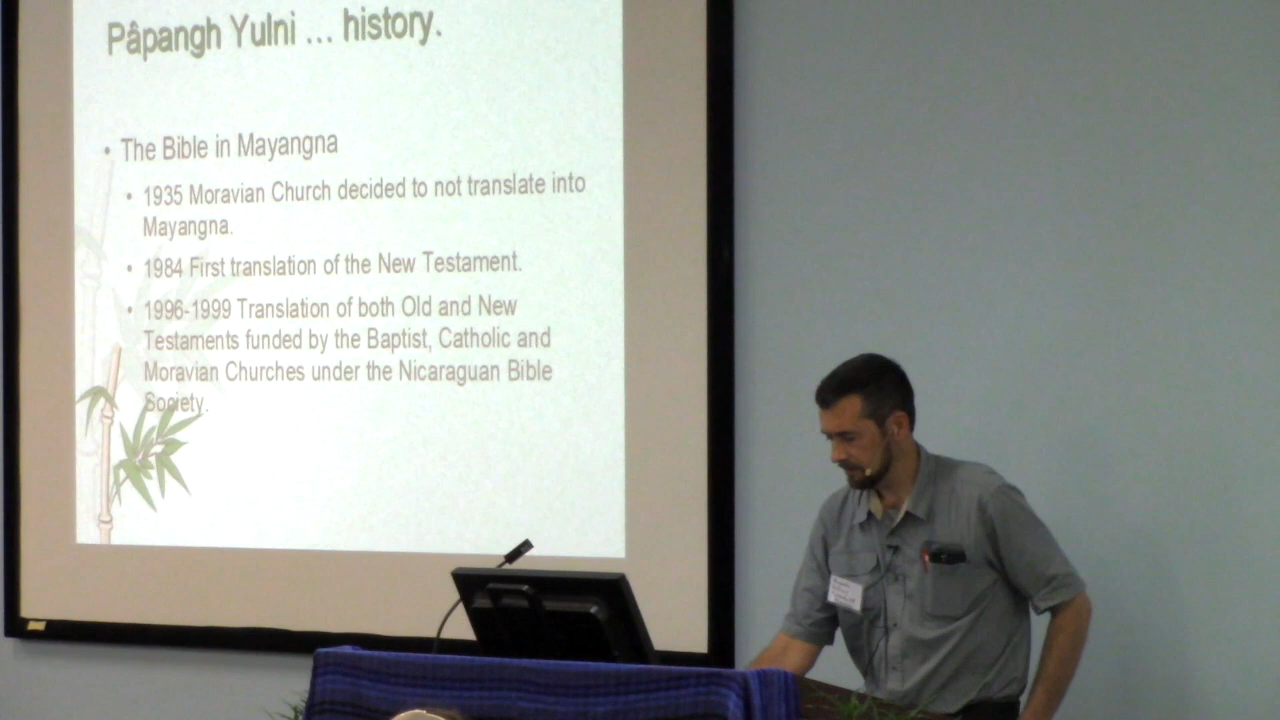 Pâpangh Yulni ... history.
• The Bible in Mayangna
• 1935 Moravian Church decided to not translate into
Mayangna.
• 1984 First translation of the New Testament.
• 1996-1999 Translation of both Old and New
Testaments funded by the Baptist, Catholic and
Moravian Churches under the Nicaraguan Bible
Society.